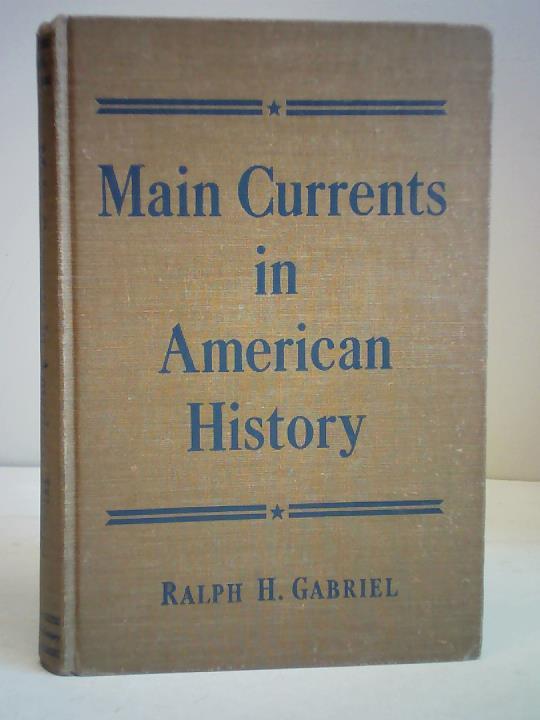 Main Currents
in
American
History
RALPH H. GABRIEL